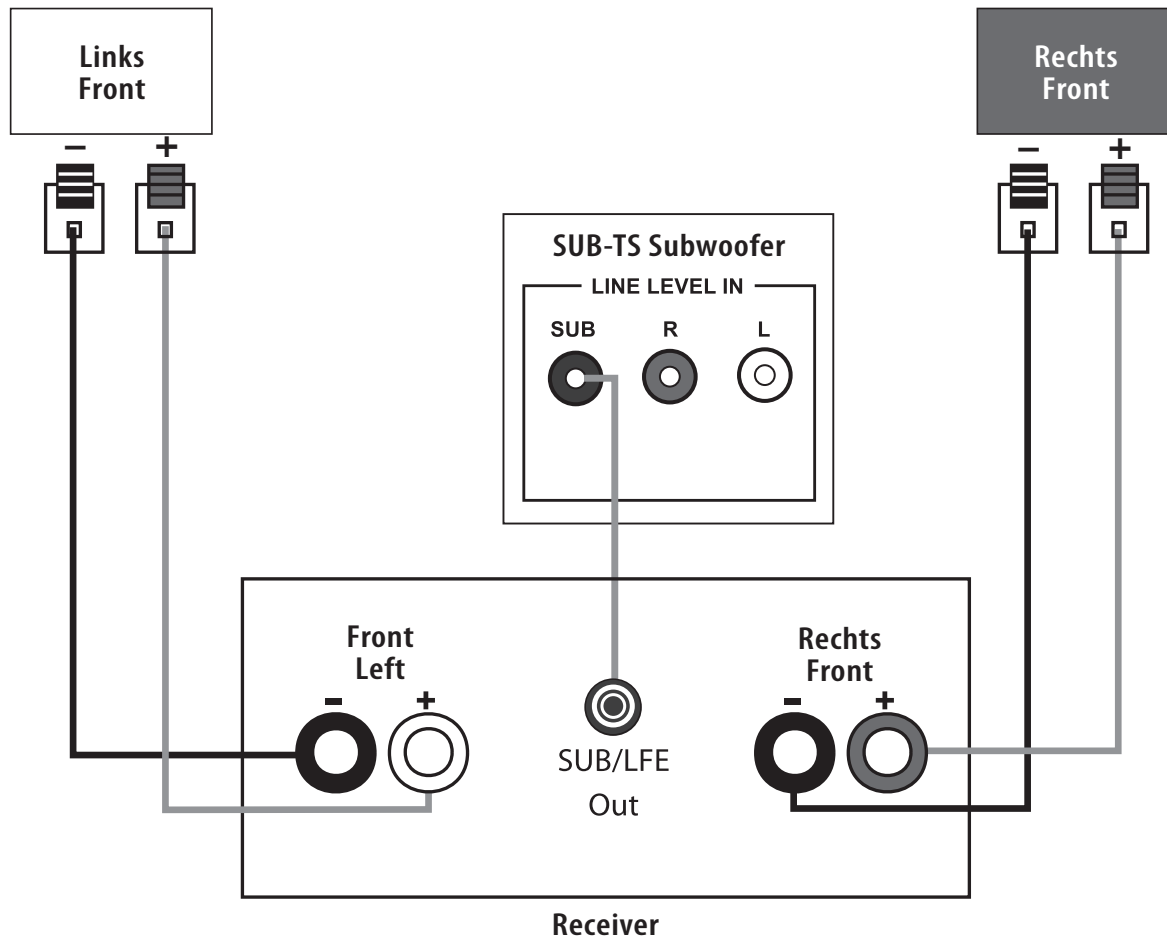 Links
Front
Rechts
Front
– +
– +
SUB-TS Subwoofer
LINE LEVEL IN
SUB R L
Front
Left
– +
Rechts
Front
– +
SUB/LFE
Out
Receiver